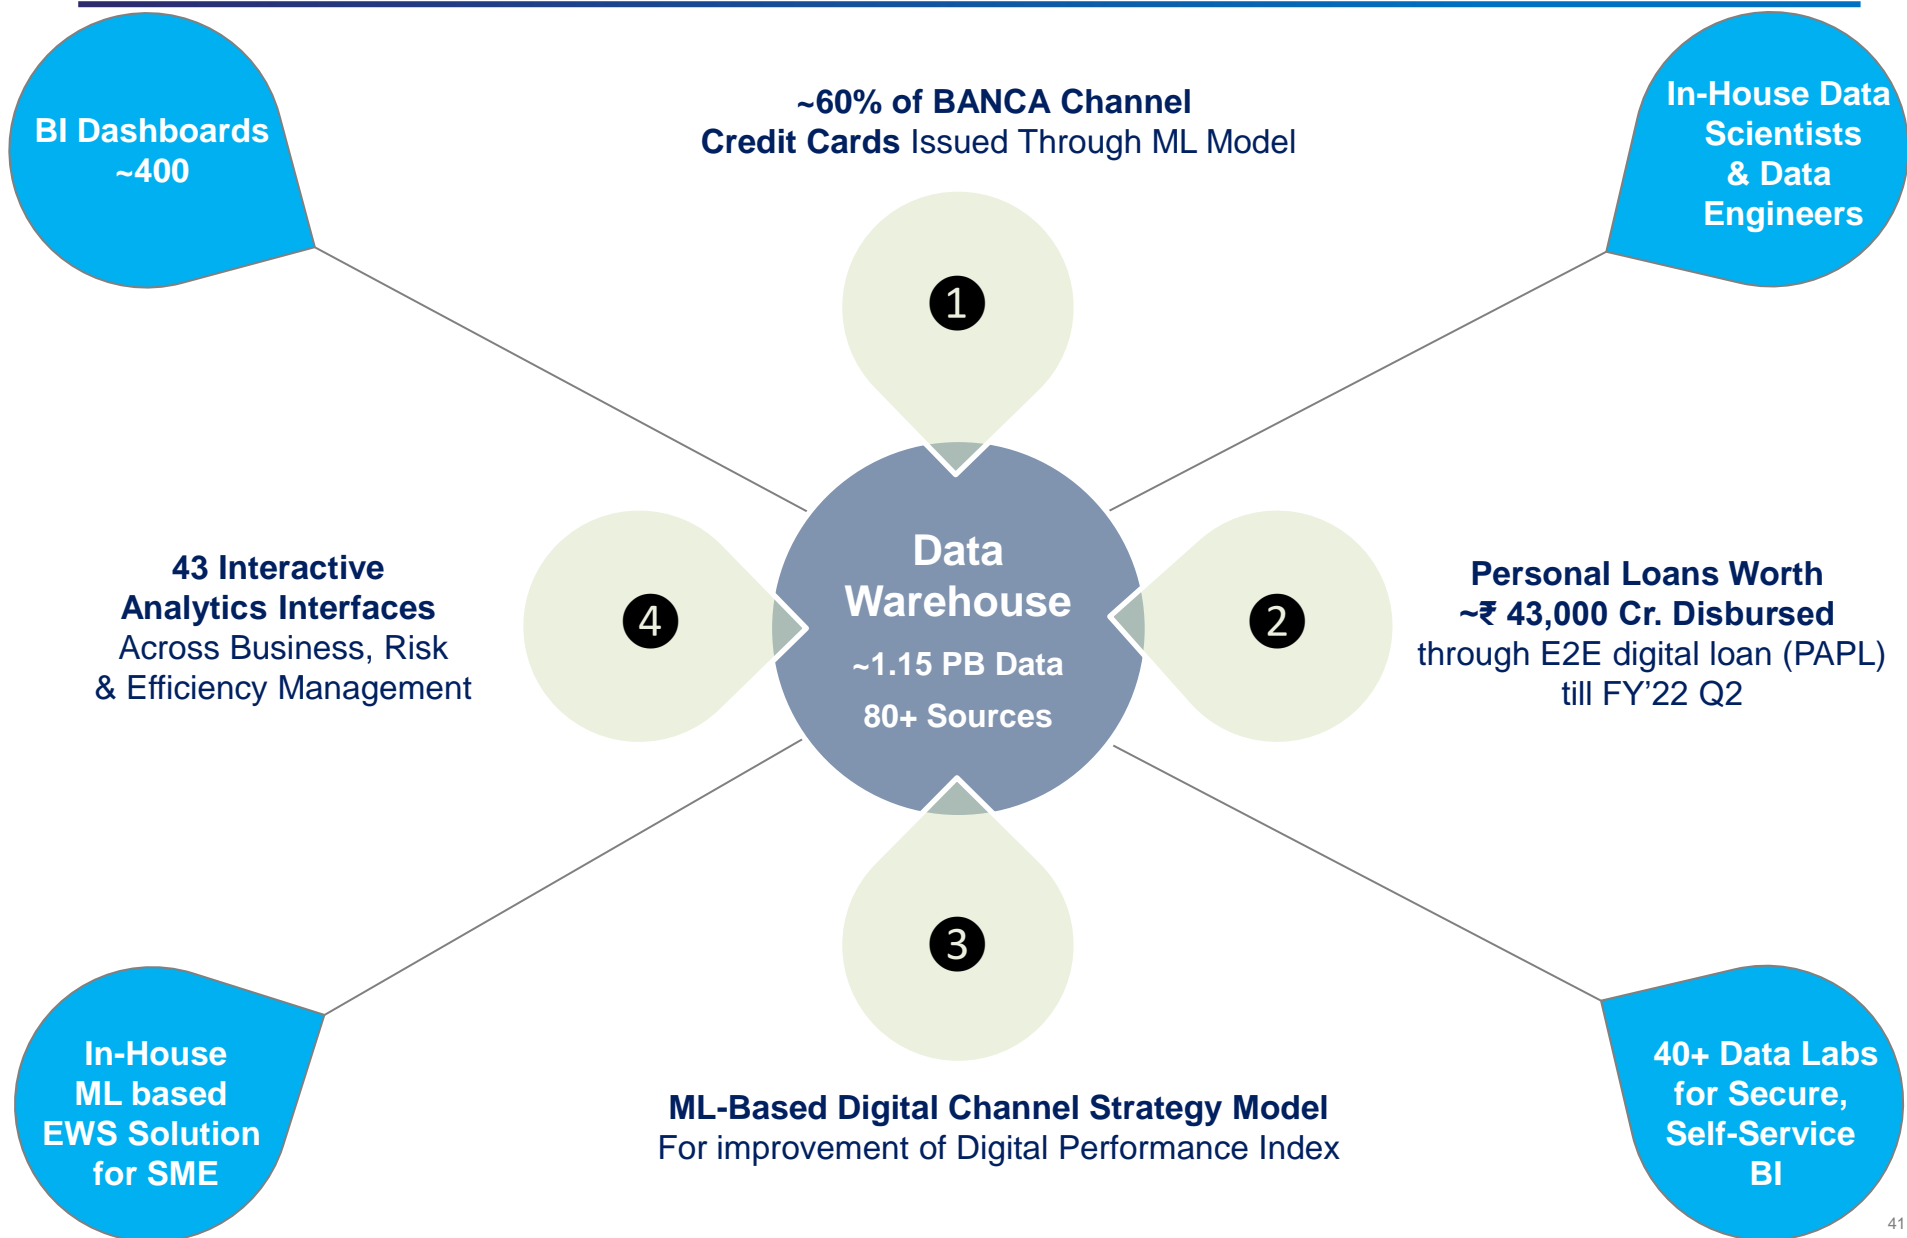 BI Dashboards
~400
~60% of BANCA Channel
Credit Cards Issued Through ML Model
In-House Data
Scientists
& Data
Engineers
❶
43 Interactive
Analytics Interfaces
Across Business, Risk
& Efficiency Management
❹
Data
Warehouse
~1.15 PB Data
80+ Sources
❷
Personal Loans Worth
~₹ 43,000 Cr. Disbursed
through E2E digital loan (PAPL)
till FY’22 Q2
❸
In-House
ML based
EWS Solution
for SME
ML-Based Digital Channel Strategy Model
For improvement of Digital Performance Index
40+ Data Labs
for Secure,
Self-Service
BI
41